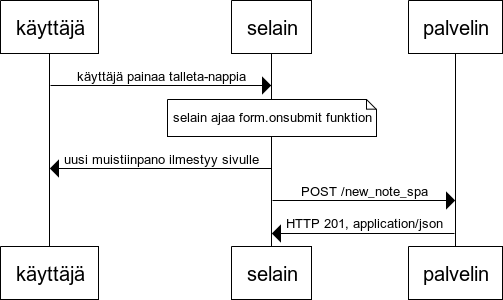 käyttäjä
selain
palvelin
käyttäjä painaa talleta-nappia
selain ajaa form.onsubmit funktion
uusi muistiinpano ilmestyy sivulle
POST /new_note_spa
HTTP 201, application/json
käyttäjä
selain
palvelin